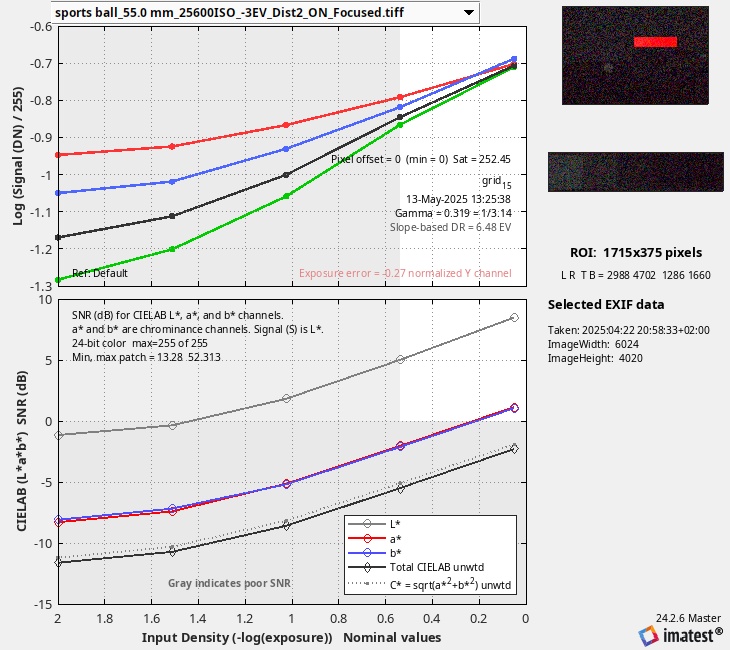 sports ball_55.0 mm_25600ISO_-3EV_Dist2_ON_Focused.tiff
-0.6
-0.7
-0.8
-0.9
-1
-1.1
-1.2
-1.3
Log (Signal (DN) / 255)
Pixel offset = 0 (min = 0) Sat = 252.45
grid15
13-May-2025 13:25:38
Gamma = 0.319 = 1/3.14
Slope-based DR = 6.48 EV
Ref: Default
Exposure error = -0.27 normalized Y channel
ROI: 1715x375 pixels
L R T B = 2988 4702 1286 1660
Selected EXIF data
Taken: 2025:04:22 20:58:33+02:00
ImageWidth: 6024
ImageHeight: 4020
10
5
0
-5
-10
-15
CIELAB (L*a*b*) SNR (dB)
SNR (dB) for CIELAB L*, a*, and b* channels.
a* and b* are chrominance channels. Signal (S) is L*.
24-bit color max=255 of 255
Min, max patch = 13.28 52.313
L*
a*
b*
Total CIELAB unwtd
C* = sqrt(a*2+b*2) unwtd
Gray indicates poor SNR
2 1.8 1.6 1.4 1.2 1 0.8 0.6 0.4 0.2 0
Input Density (-log(exposure)) Nominal values
24.2.6 Master
imatest®